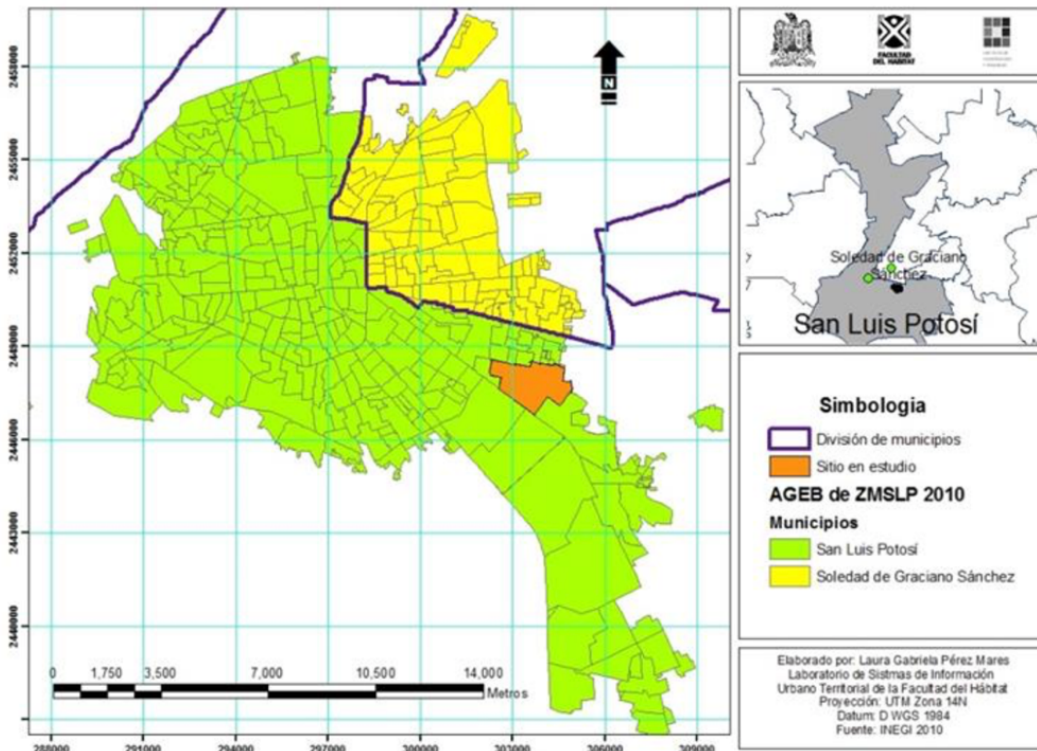 2458000
2455000
2452000
2449000
2446000
2443000
2440000
288000
291000
294000
297000
300000
303000
306000
309000
N
0
1,750
3,500
7,000
10,500
14,000
Metros
FACULTAD
DEL HÁBITAT
Soledad de Graciano
Sánchez
San Luis Potosí
Simbologia
División de municipios
Sitio en estudio
AGEB de ZMSLP 2010
Municipios
San Luis Potosí
Soledad de Graciano Sánchez
Elaborado por: Laura Gabriela Pérez Mares
Laboratorio de Sistmas de Información
Urbano Territorial de la Facultad del Hábitat
Proyección: UTM Zona 14N
Datum: D WGS 1984
Fuente: INEGI 2010